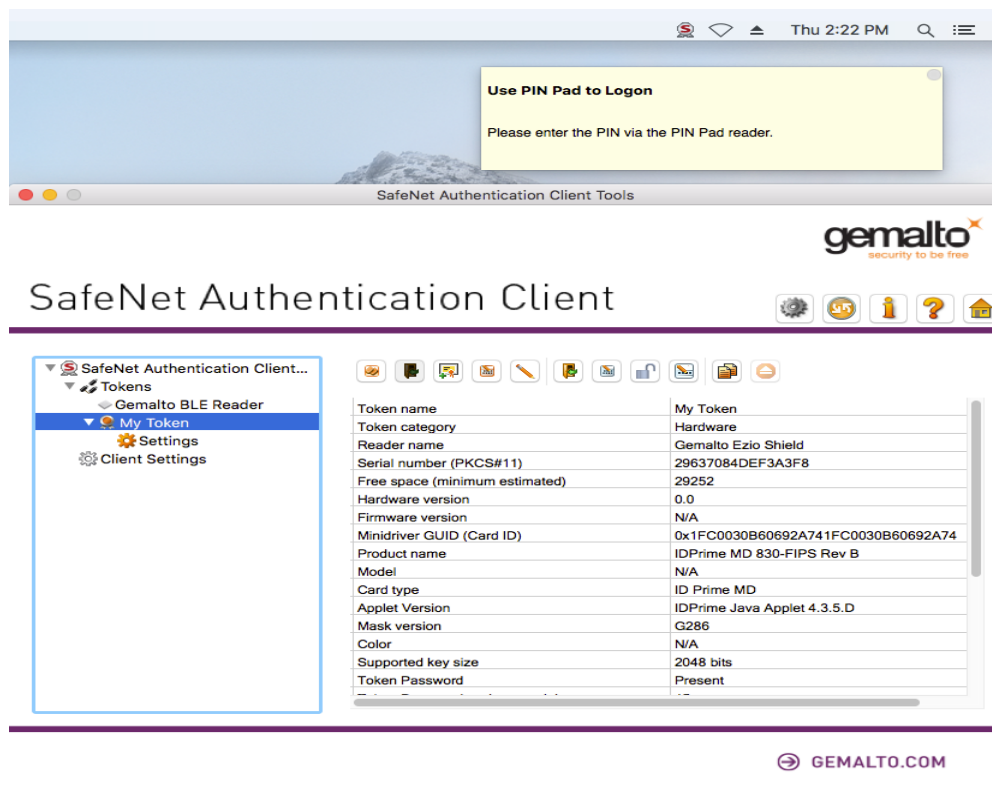 Thu 2:22 PM
Use PIN Pad to Logon
Please enter the PIN via the PIN Pad reader.
SafeNet Authentication Client Tools
gemalto
security to be free
SafeNet Authentication Client
SafeNet Authentication Client...
Tokens
Gemalto BLE Reader
My Token
Settings
Client Settings
Token name My Token
Token category Hardware
Reader name Gemalto Ezio Shield
Serial number (PKCS#11) 29637084DEF3A3F8
Free space (minimum estimated) 29252
Hardware version 0.0
Firmware version N/A
Minidriver GUID (Card ID) 0x1FC0030B60692A741FC0030B60692A74
Product name IDPrime MD 830-FIPS Rev B
Model N/A
Card type ID Prime MD
Applet Version IDPrime Java Applet 4.3.5.D
Mask version G286
Color N/A
Supported key size 2048 bits
Token Password Present
GEMALTO.COM